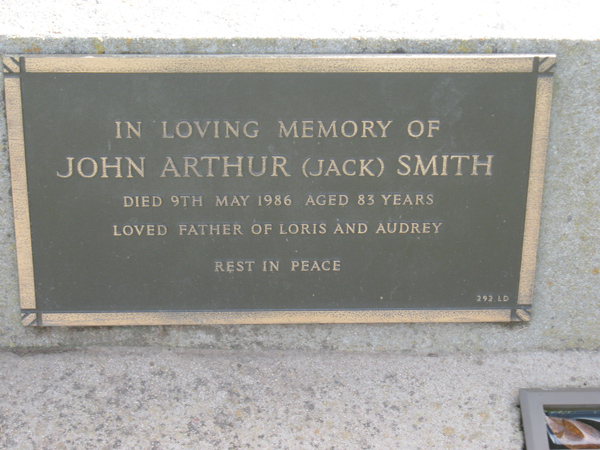 IN LOVING MEMORY OF
JOHN ARTHUR (JACK) SMITH
DIED 9TH MAY 1986 AGED 83 YEARS
LOVED FATHER OF LORIS AND AUDREY
REST IN PEACE
292.LD